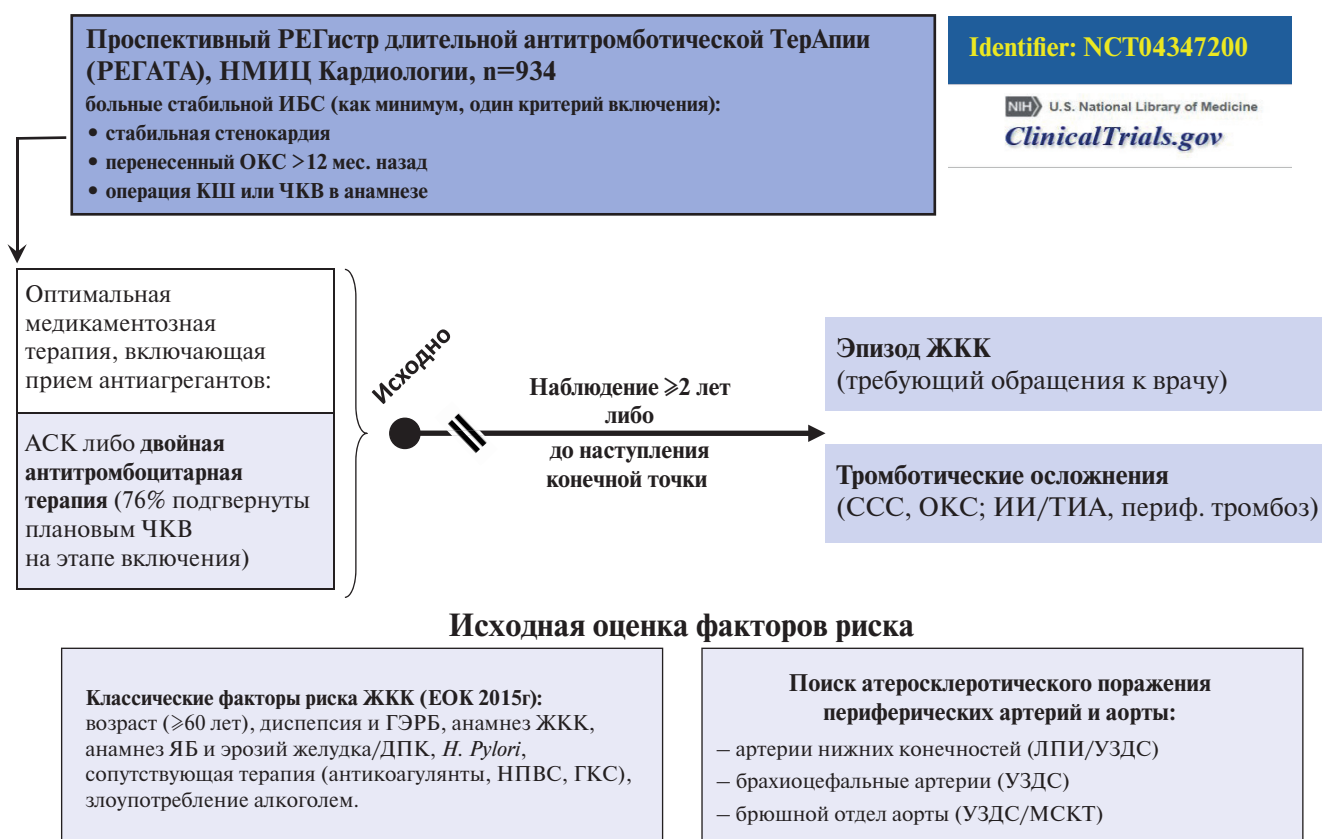 Проспективный РЕГистр длительной антитромботической ТерАпии
(РЕГАТА), НМИЦ Кардиологии, n=934
больные стабильной ИБС (как минимум, один критерий включения):
• стабильная стенокардия
• перенесенный ОКС >12 мес. назад
• операция КШ или ЧКВ в анамнезе
Identifier: NCT04347200
NIH U.S. National Library of Medicine
ClinicalTrials.gov
Оптимальная
медикаментозная
терапия, включающая
прием антиагрегантов:
АСК либо двойная
антитромбоцитарная
терапия (76% подгвернуты
плановым ЧКВ
на этапе включения)
Исходно
Наблюдение ⩾2 лет
либо
до наступления
конечной точки
Эпизод ЖКК
(требующий обращения к врачу)
Тромботические осложнения
(ССС, ОКС; ИИ/ТИА, периф. тромбоз)
Исходная оценка факторов риска
Классические факторы риска ЖКК (ЕОК 2015г):
возраст (⩾60 лет), диспепсия и ГЭРБ, анамнез ЖКК,
анамнез ЯБ и эрозий желудка/ДПК, H. Pylori,
сопутствующая терапия (антикоагулянты, НПВС, ГКС),
злоупотребление алкоголем.
Поиск атеросклеротического поражения
периферических артерий и аорты:
– артерии нижних конечностей (ЛПИ/УЗДС)
– брахиоцефальные артерии (УЗДС)
– брюшной отдел аорты (УЗДС/МСКТ)